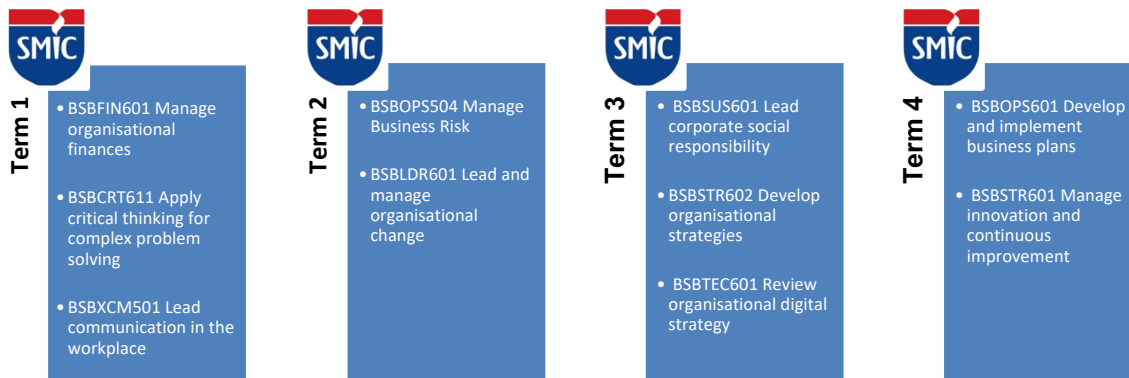 SMIC
Term 1
• BSBFIN601 Manage
organisational
finances
• BSBCRT611 Apply
critical thinking for
complex problem
solving
• BSBXCM501 Lead
communication in the
workplace
SMIC
Term 2
• BSBOPS504 Manage
Business Risk
• BSBLDR601 Lead and
manage
organisational
change
SMIC
Term 3
• BSBSUS601 Lead
corporate social
responsibility
• BSBSTR602 Develop
organisational
strategies
• BSBTEC601 Review
organisational digital
strategy
SMIC
Term 4
• BSBOPS601 Develop
and implement
business plans
• BSBSTR601 Manage
innovation and
continuous
improvement